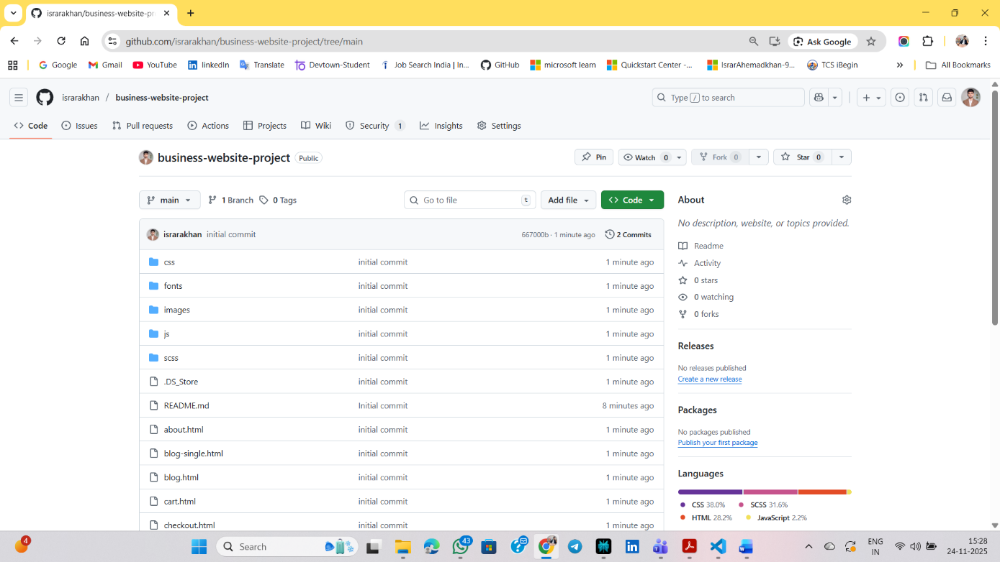 israrakhan/business-website-pr
github.com/israrakhan/business-website-project/tree/main
Ask Google
Google
Gmail
YouTube
linkedIn
Translate
Devtown-Student
Job Search India | In...
GitHub
microsoft learn
Quickstart Center -...
IsrarAhemadkhan-9...
TCS iBegin
»
All Bookmarks
israrakhan / business-website-project
Type / to search
Code
Issues
Pull requests
Actions
Projects
Wiki
Security 1
Insights
Settings
business-website-project Public
Pin
Watch 0
Fork 0
Star 0
main
1 Branch
0 Tags
Go to file t
Add file
<> Code
israrakhan initial commit 667000b · 1 minute ago 2 Commits
css initial commit 1 minute ago
fonts initial commit 1 minute ago
images initial commit 1 minute ago
js initial commit 1 minute ago
scss initial commit 1 minute ago
.DS_Store initial commit 1 minute ago
README.md Initial commit 8 minutes ago
about.html initial commit 1 minute ago
blog-single.html initial commit 1 minute ago
blog.html initial commit 1 minute ago
cart.html initial commit 1 minute ago
checkout.html initial commit 1 minute ago
About
No description, website, or topics provided.
Readme
Activity
0 stars
0 watching
0 forks
Releases
No releases published
Create a new release
Packages
No packages published
Publish your first package
Languages
CSS 38.0% SCSS 31.6%
HTML 28.2% JavaScript 2.2%
4
Search
43
ENG
IN
15:28
24-11-2025